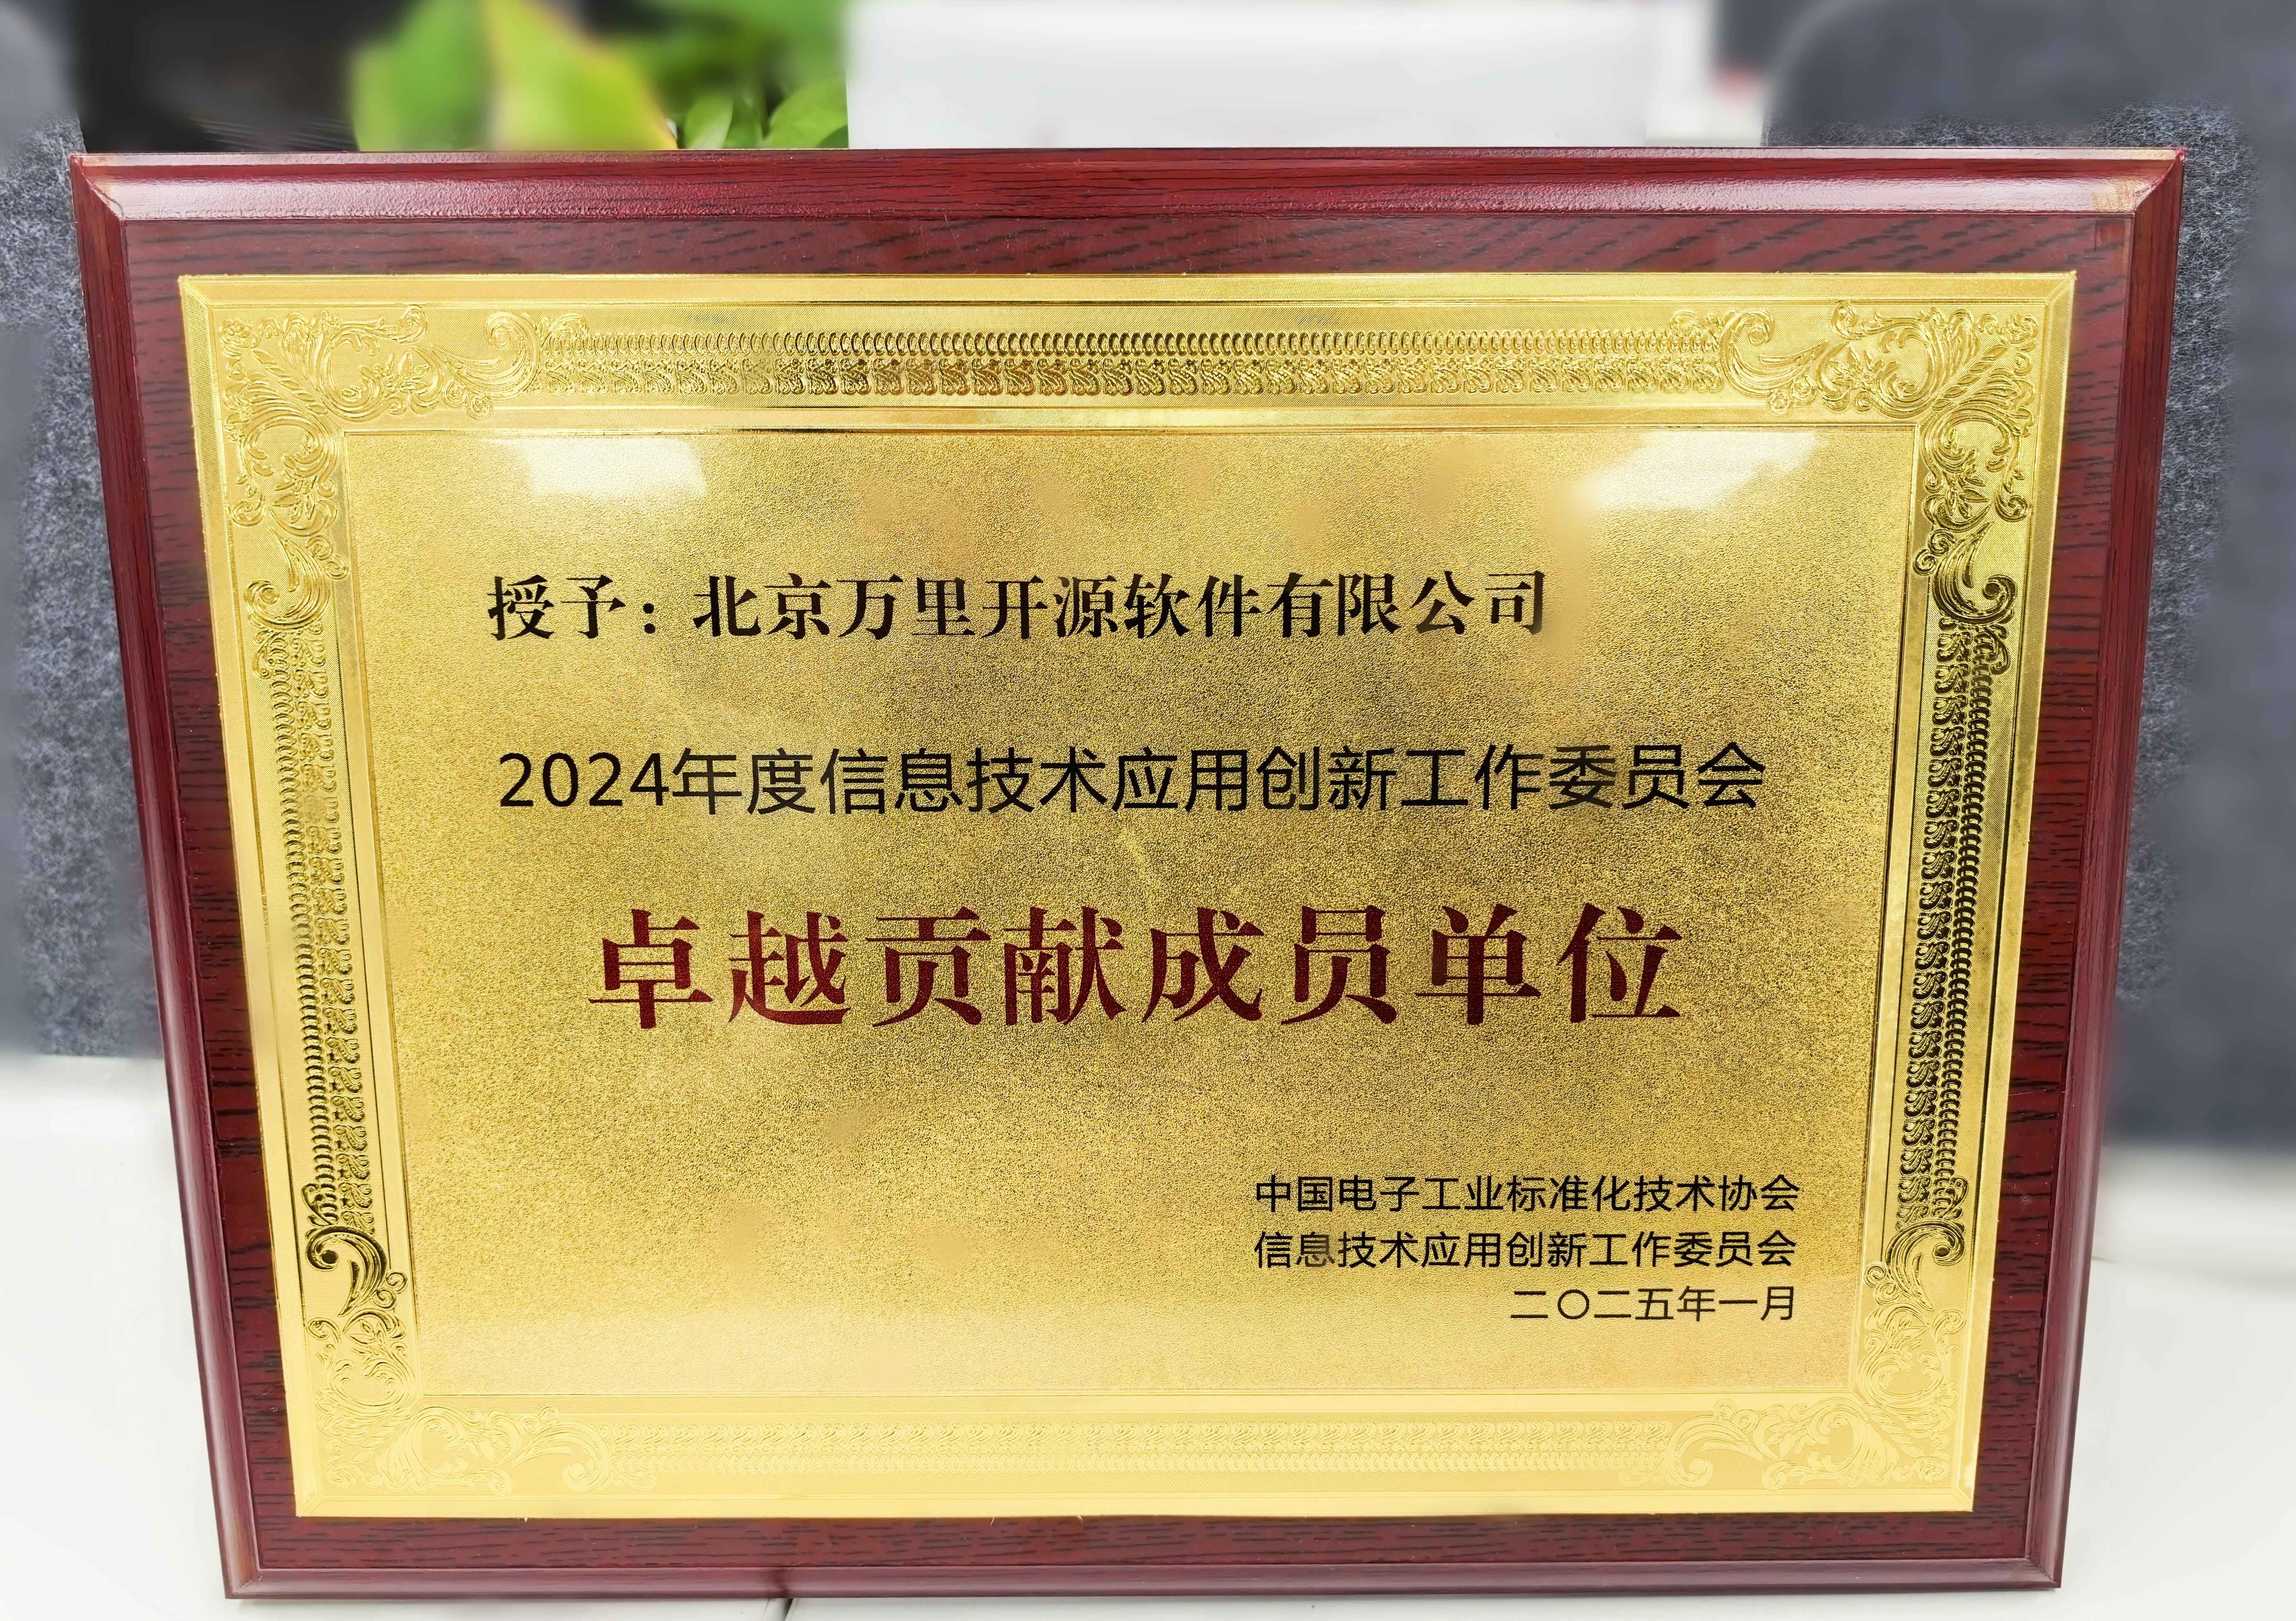 授予：北京万里开源软件有限公司
2024年度信息技术应用创新工作委员会
卓越贡献成员单位
中国电子工业标准化技术协会
信息技术应用创新工作委员会
二〇二五年一月